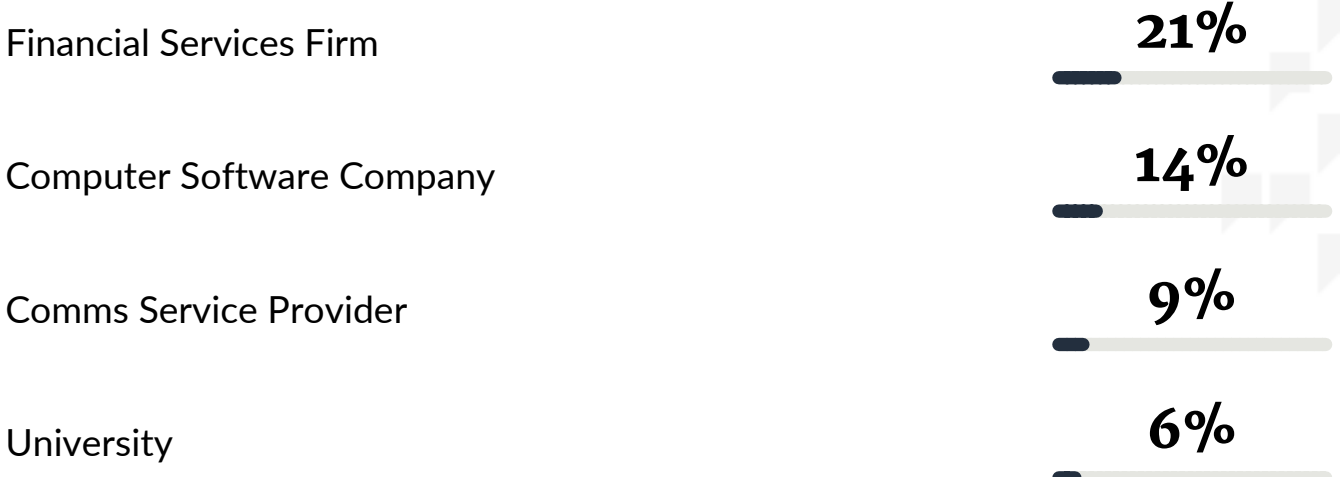 Financial Services Firm 21%
Computer Software Company 14%
Comms Service Provider 9%
University 6%